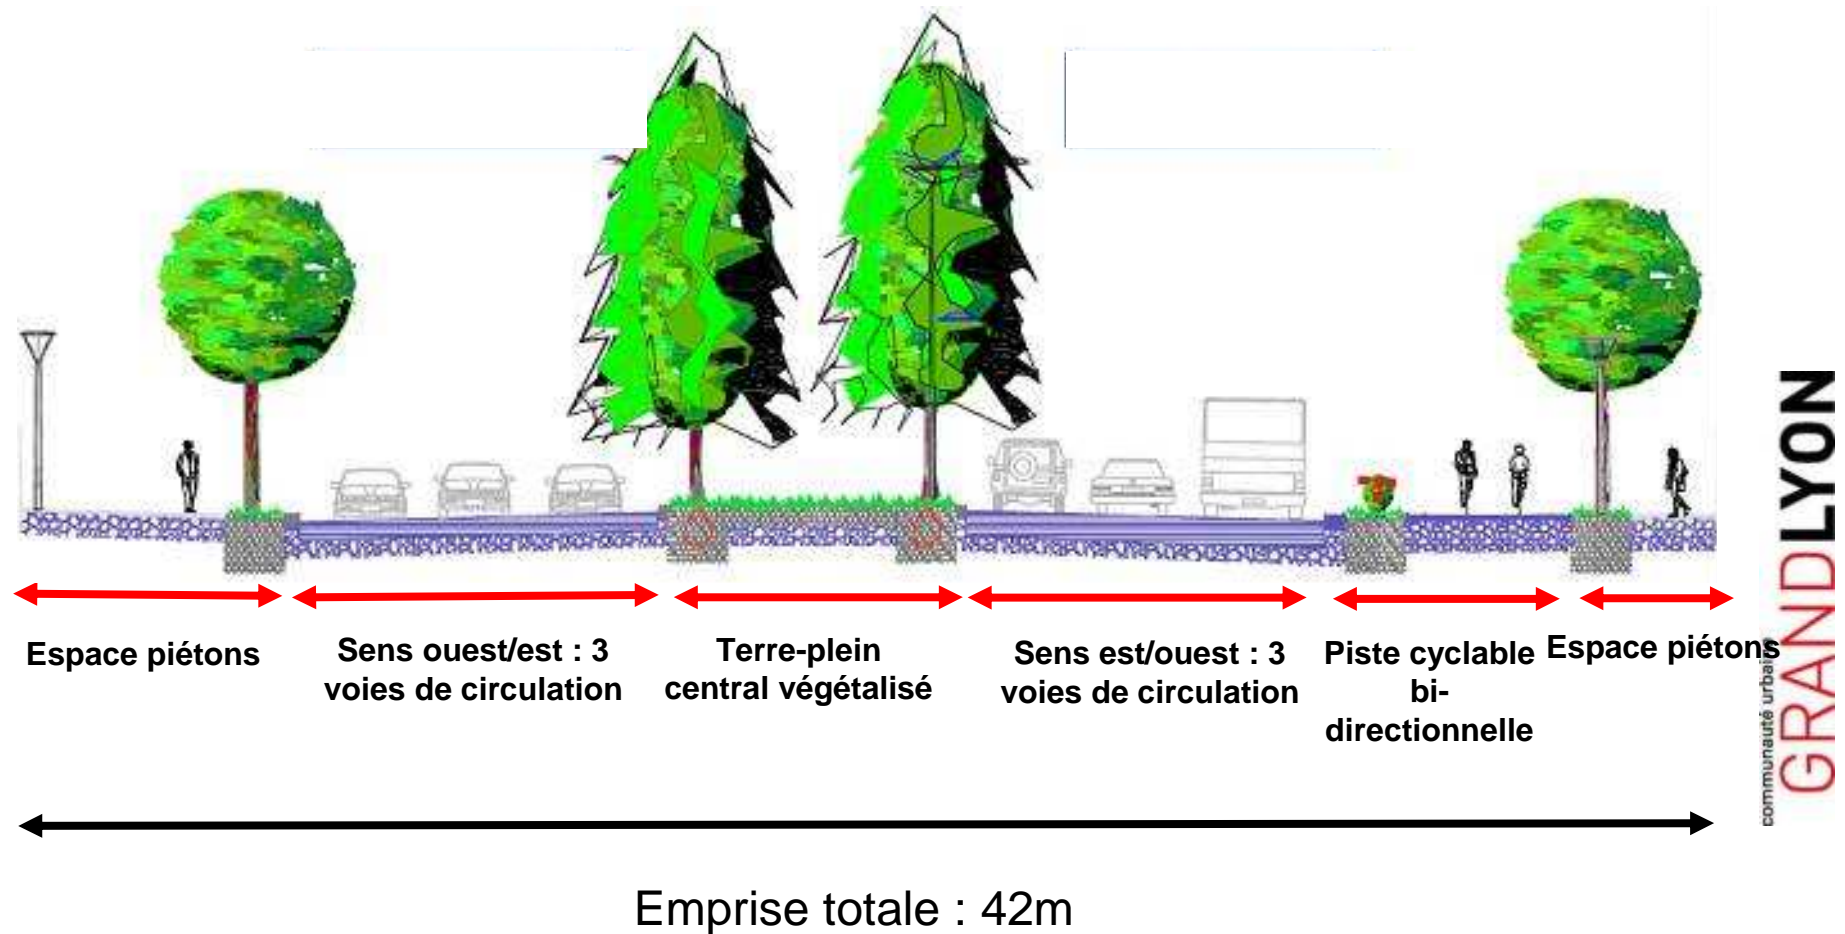 Espace piétons
Sens ouest/est : 3
voies de circulation
Terre-plein
central végétalisé
Sens est/ouest : 3
voies de circulation
Piste cyclable
bi-
directionnelle
Espace piétons
Emprise totale : 42m
communauté urbaine
GRANDLYON